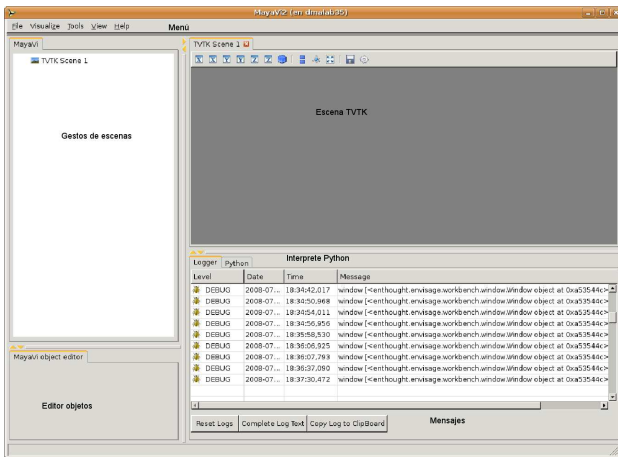 MayaVi2 (en dmalab35)
File Visualize Tools View Help Menú
MayaVi
TVTK Scene 1
Gestos de escenas
TVTK Scene 1
X X Y Y Z Z
Escena TVTK
Logger Python Interprete Python
Level Date Time Message
DEBUG 2008-07... 18:34:42,017 window [<enthought.envisage.workbench.window.Window object at 0xa53544c>
DEBUG 2008-07... 18:34:50,968 window [<enthought.envisage.workbench.window.Window object at 0xa53544c>
DEBUG 2008-07... 18:34:54,011 window [<enthought.envisage.workbench.window.Window object at 0xa53544c>
DEBUG 2008-07... 18:34:56,956 window [<enthought.envisage.workbench.window.Window object at 0xa53544c>
DEBUG 2008-07... 18:35:58,530 window [<enthought.envisage.workbench.window.Window object at 0xa53544c>
DEBUG 2008-07... 18:36:06,925 window [<enthought.envisage.workbench.window.Window object at 0xa53544c>
DEBUG 2008-07... 18:36:07,793 window [<enthought.envisage.workbench.window.Window object at 0xa53544c>
DEBUG 2008-07... 18:36:37,090 window [<enthought.envisage.workbench.window.Window object at 0xa53544c>
DEBUG 2008-07... 18:37:30,472 window [<enthought.envisage.workbench.window.Window object at 0xa53544c>
MayaVi object editor
Editor objetos
Reset Logs Complete Log Text Copy Log to ClipBoard Mensajes